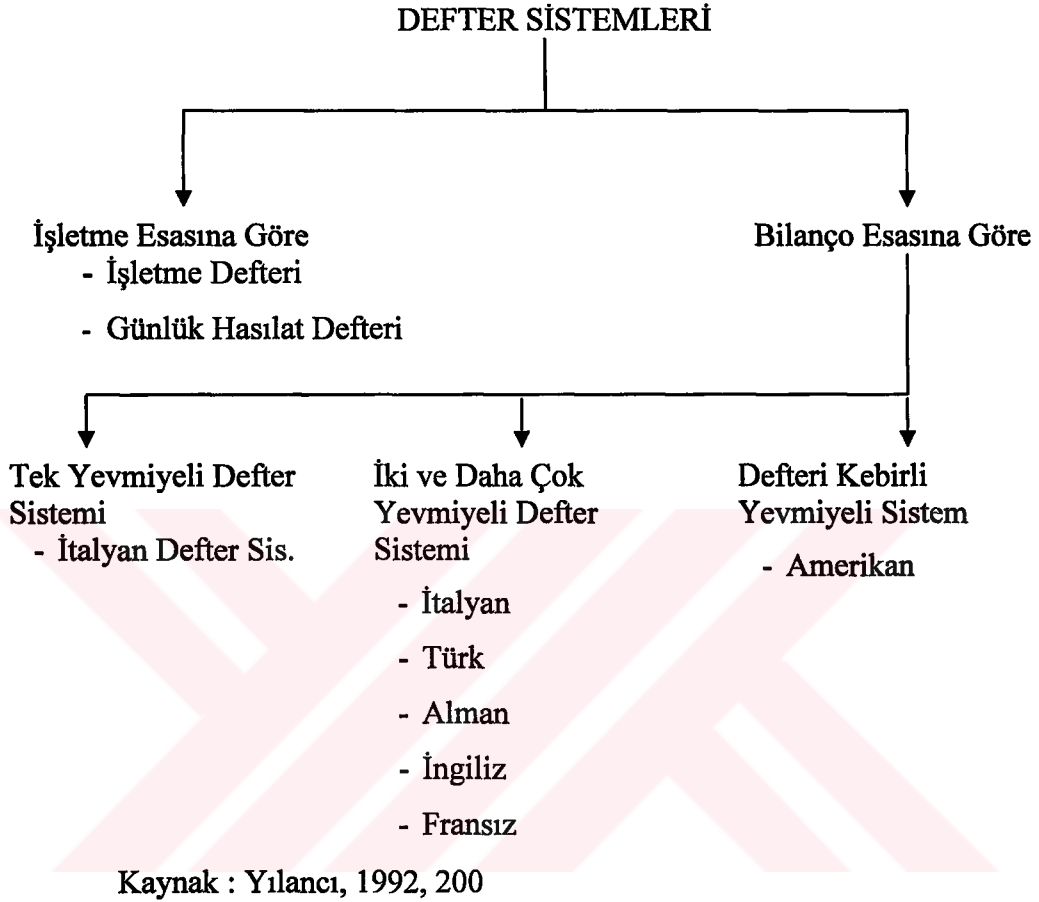 DEFTER SİSTEMLERİ
İşletme Esasına Göre
- İşletme Defteri
- Günlük Hasılat Defteri
Bilanço Esasına Göre
Tek Yevmiyeli Defter
Sistemi
- İtalyan Defter Sis.
İki ve Daha Çok
Yevmiyeli Defter
Sistemi
- İtalyan
- Türk
- Alman
- İngiliz
- Fransız
Defteri Kebirli
Yevmiyeli Sistem
- Amerikan
Kaynak : Yılancı, 1992, 200